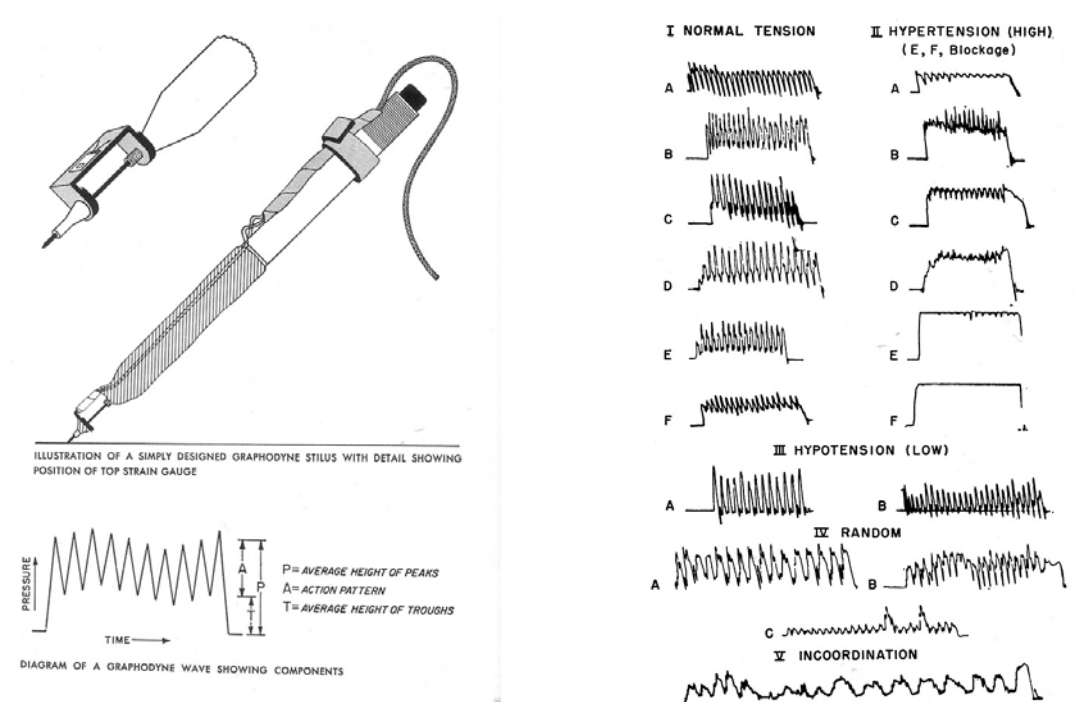 ILLUSTRATION OF A SIMPLY DESIGNED GRAPHODYNE STILUS WITH DETAIL SHOWING
POSITION OF TOP STRAIN GAUGE
PRESSURE
TIME
A
P
T
P= AVERAGE HEIGHT OF PEAKS
A= ACTION PATTERN
T= AVERAGE HEIGHT OF TROUGHS
DIAGRAM OF A GRAPHODYNE WAVE SHOWING COMPONENTS
I NORMAL TENSION
A
B
C
D
E
F
II HYPERTENSION (HIGH)
(E, F, Blockage)
A
B
C
D
E
F
III HYPOTENSION (LOW)
A
B
IV RANDOM
A
B
C
V INCOORDINATION